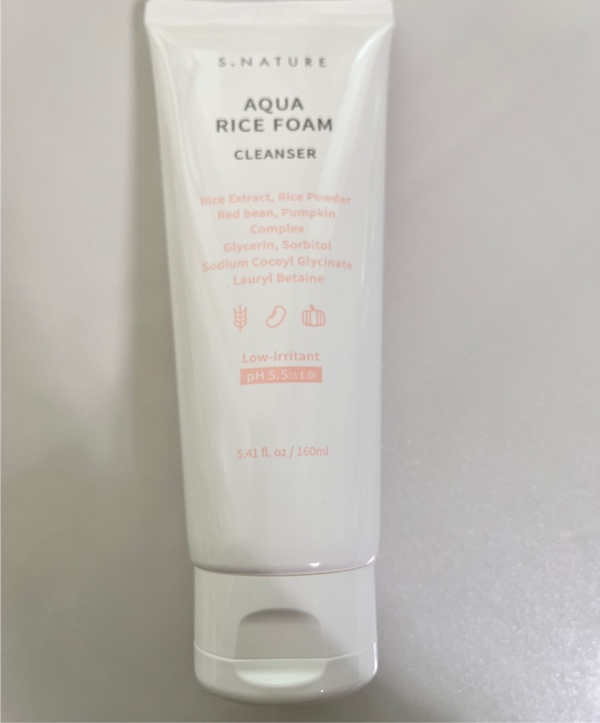 S.NATURE
AQUA
RICE FOAM
CLEANSER
Rice Extract, Rice Powder
Red bean, Pumpkin
Complex
Glycerin, Sorbitol
Sodium Cocoyl Glycinate
Lauryl Betaine
Low-irritant
pH 5.5(±1.0)
5.41 fl. oz / 160ml